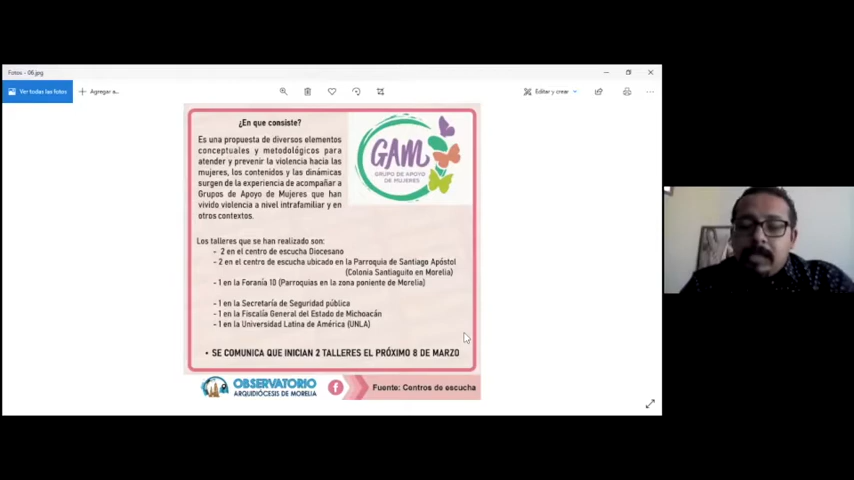 Fotos - 06.jpg
Ver todas las fotos
Agregar a..
Editar y crear
¿En que consiste?
Es una propuesta de diversos elementos
conceptuales y metodológicos para
atender y prevenir la violencia hacia las
mujeres, los contenidos y las dinámicas
surgen de la experiencia de acompañar a
Grupos de Apoyo de Mujeres que han
vivido violencia a nivel intrafamiliar y en
otros contextos.
GAM
GRUPO DE APOYO
DE MUJERES
Los talleres que se han realizado son:
- 2 en el centro de escucha Diocesano
- 2 en el centro de escucha ubicado en la Parroquia de Santiago Apóstol
(Colonia Santiaguito en Morelia)
- 1 en la Foranía 10 (Parroquias en la zona poniente de Morelia)
- 1 en la Secretaría de Seguridad pública
- 1 en la Fiscalía General del Estado de Michoacán
- 1 en la Universidad Latina de América (UNLA)
• SE COMUNICA QUE INICIAN 2 TALLERES EL PRÓXIMO 8 DE MARZO
OBSERVATORIO
ARQUIDIÓCESIS DE MORELIA
f
Fuente: Centros de escucha